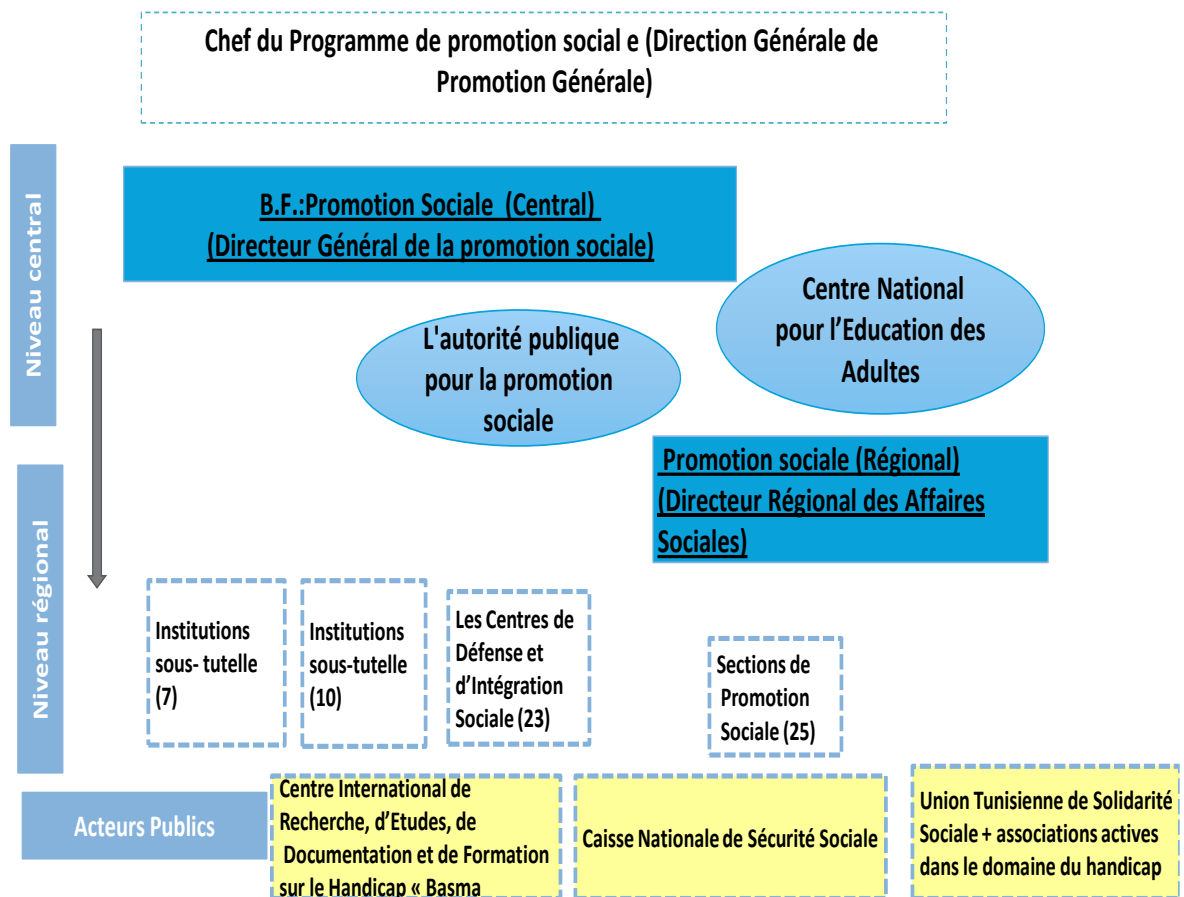 Chef du Programme de promotion social e (Direction Générale de
Promotion Générale)
Niveau central
B.F.:Promotion Sociale (Central)
(Directeur Général de la promotion sociale)
Centre National
pour l'Education des
Adultes
L'autorité publique
pour la promotion
sociale
Promotion sociale (Régional)
(Directeur Régional des Affaires
Sociales)
Niveau régional
Institutions
sous- tutelle
(7)
Institutions
sous-tutelle
(10)
Les Centres de
Défense et
d'Intégration
Sociale (23)
Sections de
Promotion
Sociale (25)
Acteurs Publics
Centre International de
Recherche, d'Etudes, de
Documentation et de Formation
sur le Handicap « Basma
Caisse Nationale de Sécurité Sociale
Union Tunisienne de Solidarité
Sociale + associations actives
dans le domaine du handicap